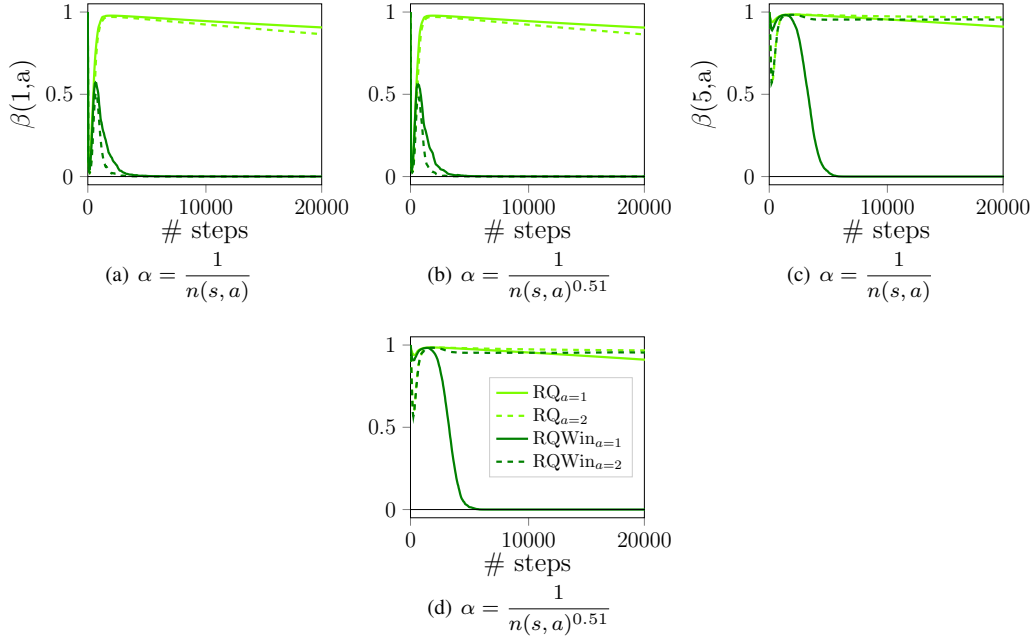 β(1,a)
1
0.5
0
0
10000
20000
# steps
(a) α = 1/n(s, a)
1
0.5
0
0
10000
20000
# steps
(b) α = 1/n(s, a)^0.51
β(5,a)
1
0.5
0
0
10000
20000
# steps
(c) α = 1/n(s, a)
1
0.5
0
0
10000
20000
RQ_{a=1}
RQ_{a=2}
RQWin_{a=1}
RQWin_{a=2}
# steps
(d) α = 1/n(s, a)^0.51